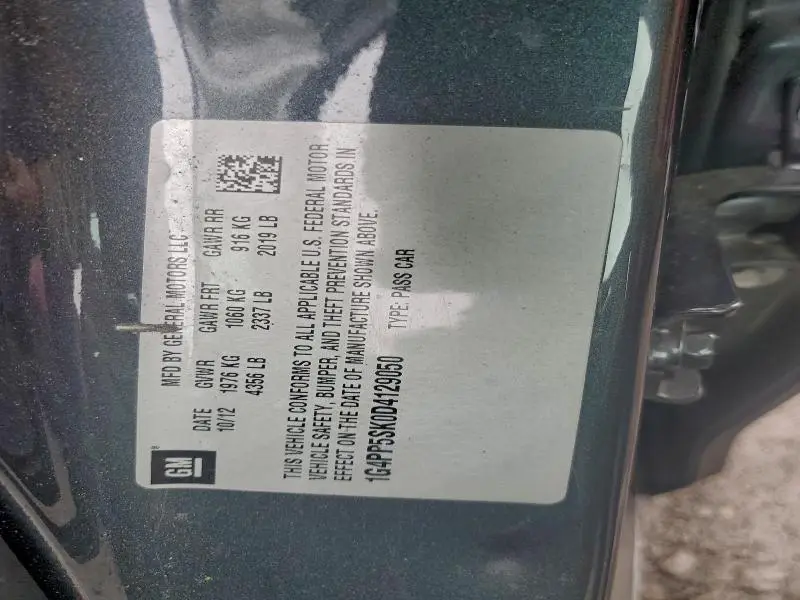 GM
MFD BY GENERAL MOTORS LLC
DATE GVWR GAWR FRT GAWR RR
10/12 1976 KG 1060 KG 916 KG
4356 LB 2337 LB 2019 LB
THIS VEHICLE CONFORMS TO ALL APPLICABLE U.S. FEDERAL MOTOR
VEHICLE SAFETY, BUMPER, AND THEFT PREVENTION STANDARDS IN
EFFECT ON THE DATE OF MANUFACTURE SHOWN ABOVE.
1G4PP5SK0D4129050 TYPE: PASS CAR